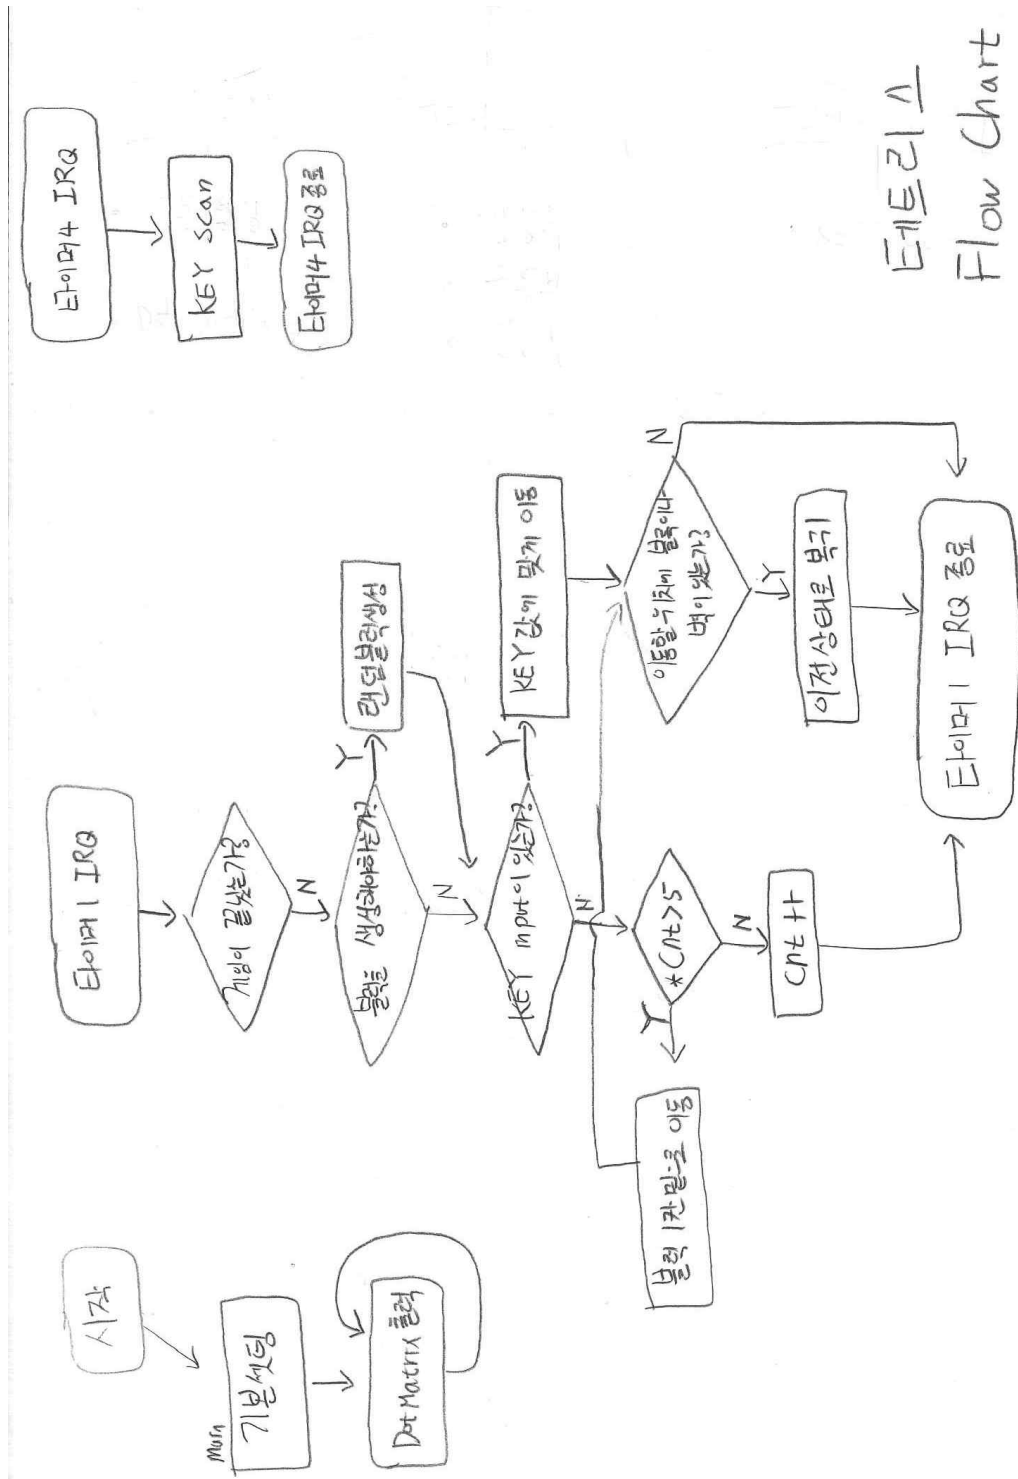 시작
Main
기본셋팅
Dot Matrix 출력
타이머1 IRQ
게임이 끝났는가?
N
블럭을 생성해야하는가?
Y
랜덤블럭생성
N
KEY input이 있는가?
Y
KEY값에 맞게 이동
N
*Cnt>5
Y
블럭 1칸 밑으로 이동
N
Cnt ++
이동할 위치에 블록이나
벽이 있는가?
N
Y
이전 상태로 복귀
타이머1 IRQ 종료
타이머4 IRQ
KEY Scan
타이머4 IRQ 종료
테트리스
Flow Chart